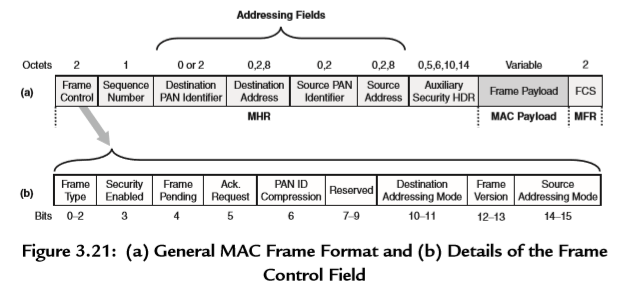 Addressing Fields
Octets 2 1 0 or 2 0,2,8 0,2 0,2,8 0,5,6,10,14 Variable 2
(a) Frame Control Sequence Number Destination PAN Identifier Destination Address Source PAN Identifier Source Address Auxiliary Security HDR Frame Payload FCS
MHR MAC Payload MFR
(b) Frame Type Security Enabled Frame Pending Ack. Request PAN ID Compression Reserved Destination Addressing Mode Frame Version Source Addressing Mode
Bits 0–2 3 4 5 6 7–9 10–11 12–13 14–15
Figure 3.21: (a) General MAC Frame Format and (b) Details of the Frame
Control Field